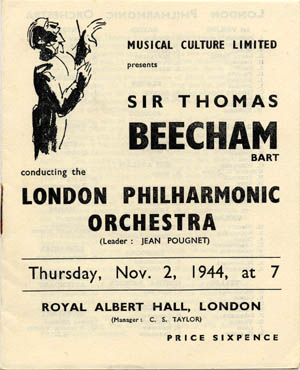 MUSICAL CULTURE LIMITED
presents
SIR THOMAS
BEECHAM
BART
conducting the
LONDON PHILHARMONIC
ORCHESTRA
(Leader: JEAN POUGNET)
Thursday, Nov. 2, 1944, at 7
ROYAL ALBERT HALL, LONDON
(Manager: C. S. TAYLOR)
PRICE SIXPENCE